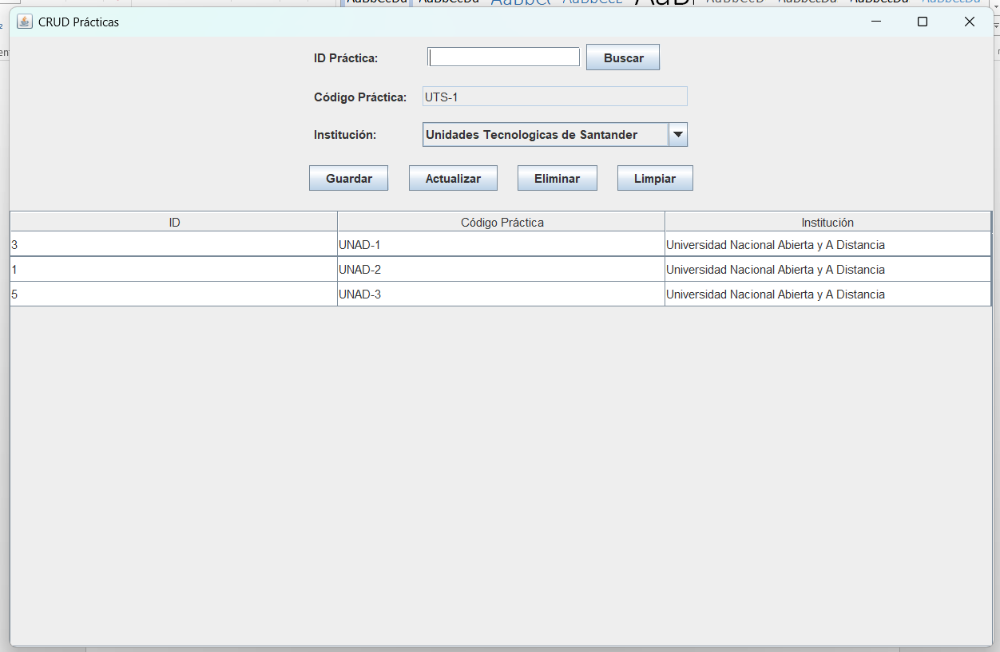 CRUD Prácticas
ID Práctica: Buscar
Código Práctica: UTS-1
Institución: Unidades Tecnologicas de Santander
Guardar Actualizar Eliminar Limpiar
ID Código Práctica Institución
3 UNAD-1 Universidad Nacional Abierta y A Distancia
1 UNAD-2 Universidad Nacional Abierta y A Distancia
5 UNAD-3 Universidad Nacional Abierta y A Distancia